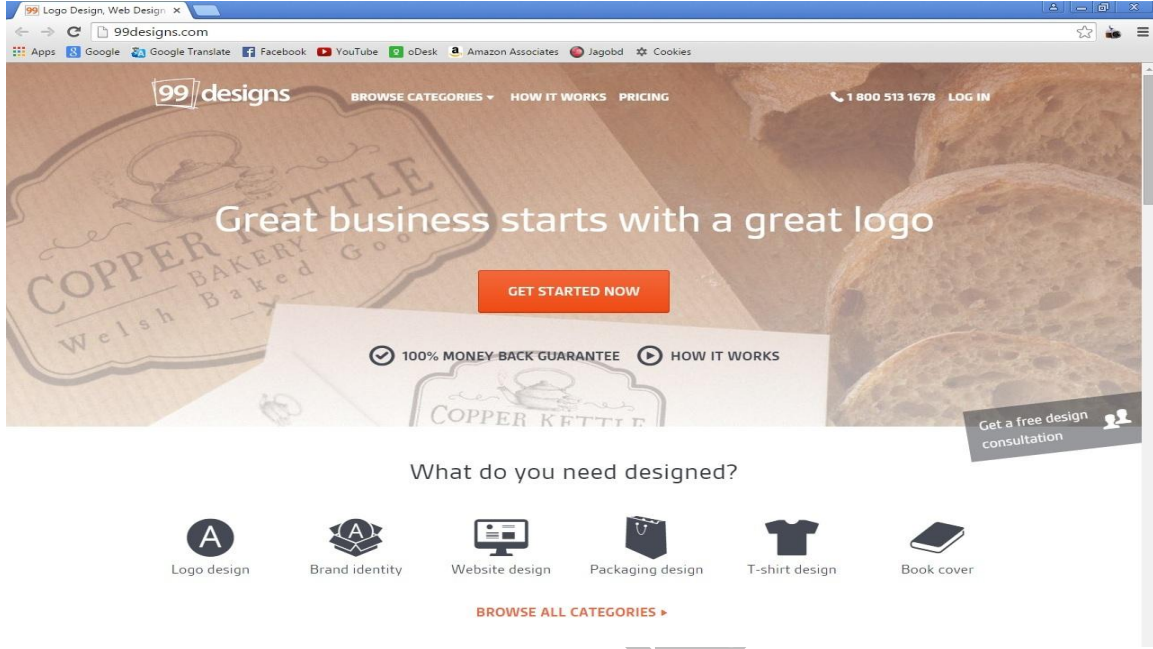 99 Logo Design, Web Design
99designs.com
Apps Google Google Translate Facebook YouTube oDesk Amazon Associates Jagobd Cookies
99designs BROWSE CATEGORIES HOW IT WORKS PRICING 1 800 513 1678 LOG IN
Great business starts with a great logo
COPPER KETTLE
BAKERY
Welsh Baked Goo
GET STARTED NOW
100% MONEY BACK GUARANTEE HOW IT WORKS
COPPER KETTLE
Get a free design
consultation
What do you need designed?
A A
Logo design Brand identity Website design Packaging design T-shirt design Book cover
BROWSE ALL CATEGORIES